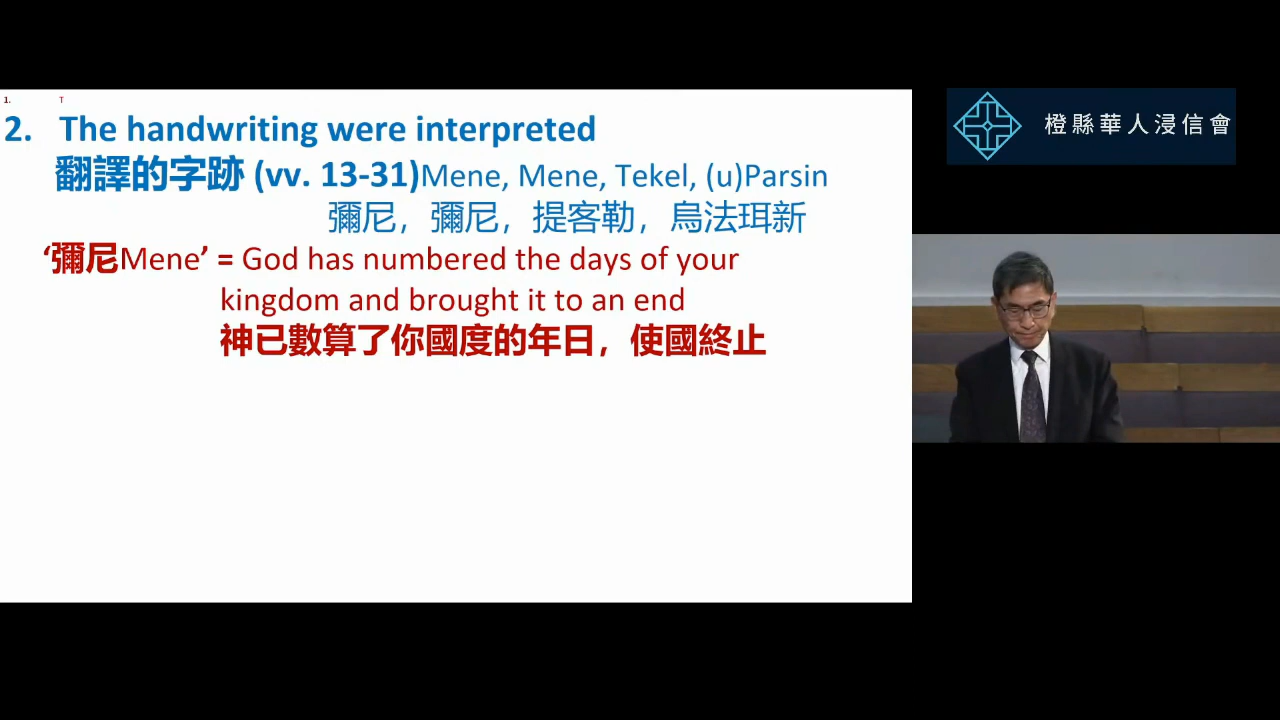 1. T
2. The handwriting were interpreted
翻譯的字跡 (vv. 13-31)Mene, Mene, Tekel, (u)Parsin
彌尼，彌尼，提客勒，烏法珥新
‘彌尼Mene’ = God has numbered the days of your
kingdom and brought it to an end
神已數算了你國度的年日，使國終止
橙縣華人浸信會